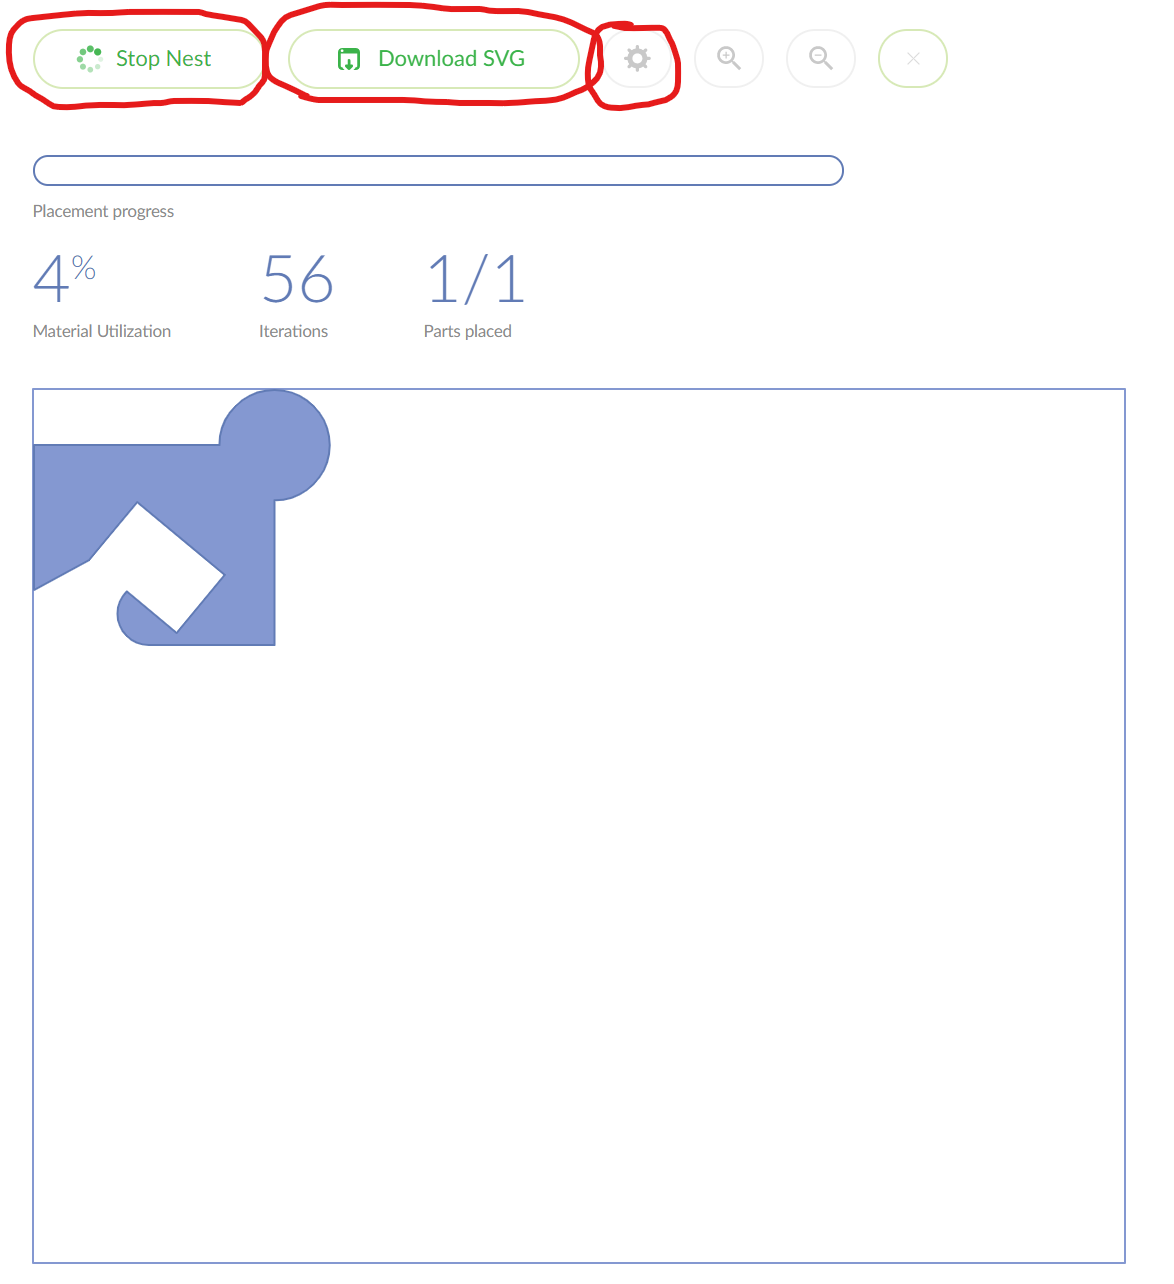 Stop Nest
Download SVG
Placement progress
4%
56
1/1
Material Utilization
Iterations
Parts placed